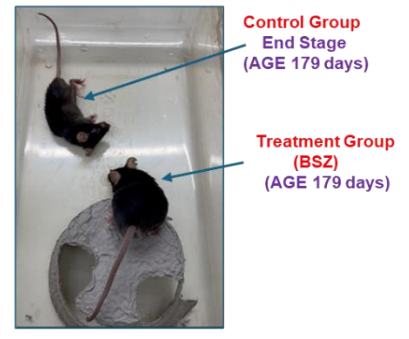 Control Group
End Stage
(AGE 179 days)
Treatment Group
(BSZ)
(AGE 179 days)